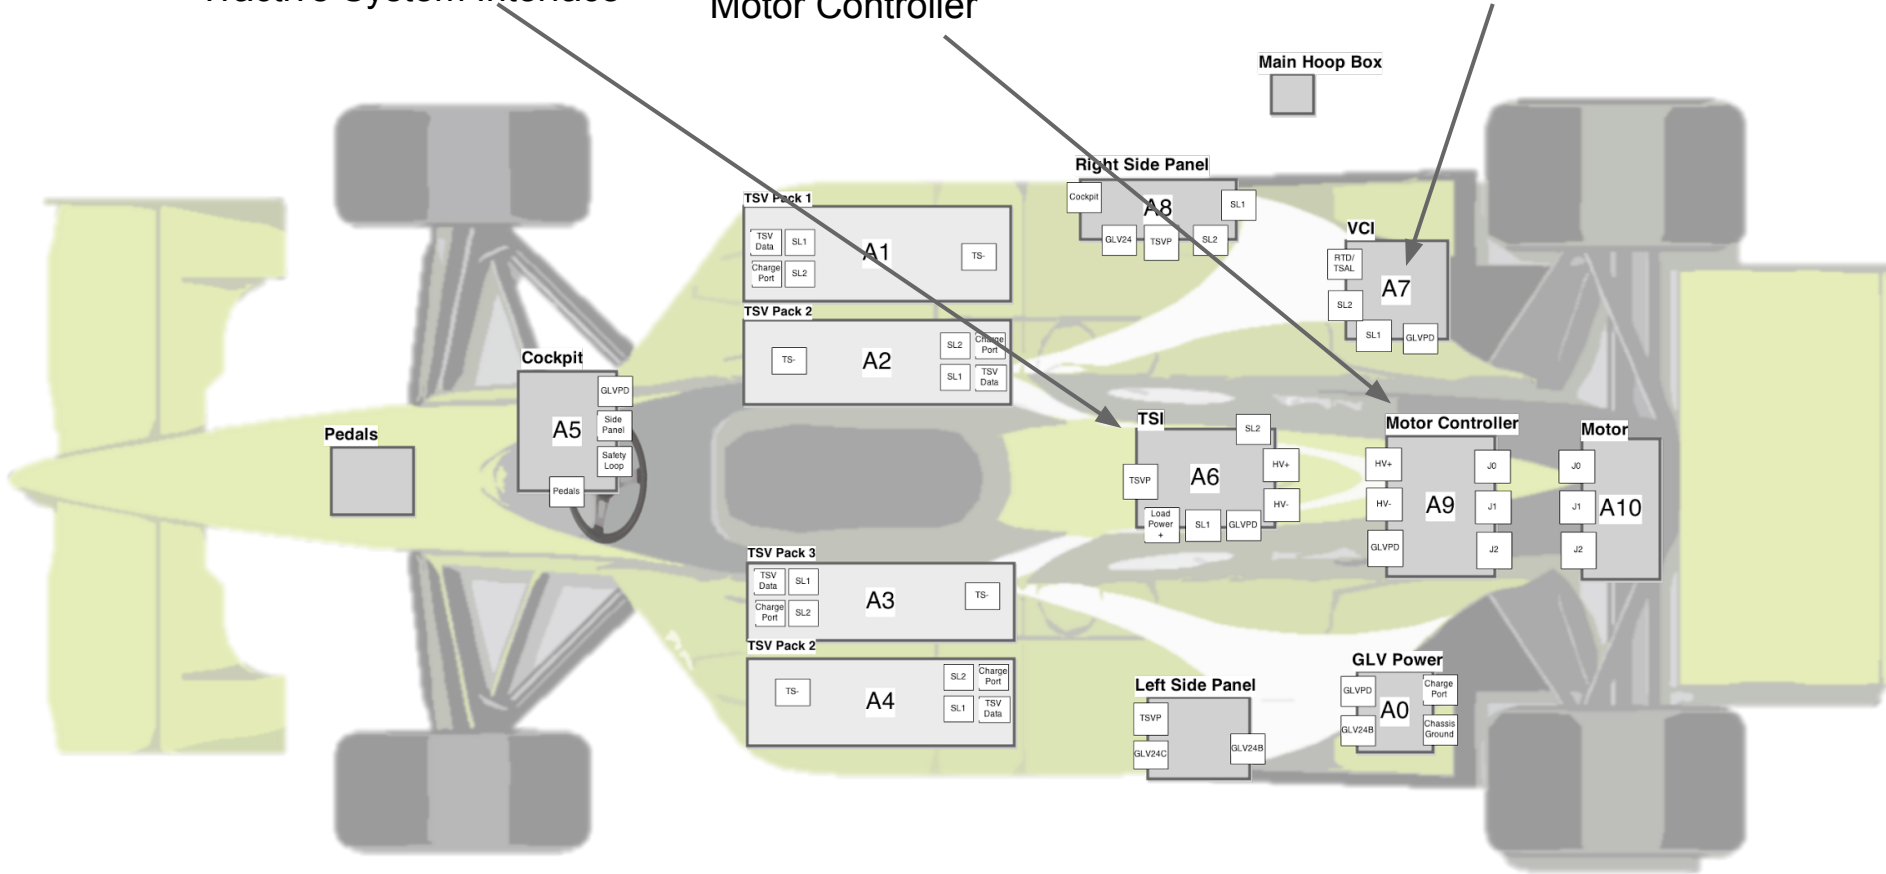 Tractive System Interface
Motor Controller
Main Hoop Box
Right Side Panel
Cockpit
A8
SL1
GLV24
TSVP
SL2
TSV Pack 1
TSV
Data
SL1
A1
TS-
Charge
Port
SL2
VCI
RTD/
TSAL
A7
SL2
SL1
GLVPD
TSV Pack 2
TS-
A2
SL2
Charge
Port
SL1
TSV
Data
Cockpit
GLVPD
A5
Side
Panel
Safety
Loop
Pedals
Pedals
TSI
SL2
TSVP
A6
HV+
HV-
Load
Power
+
SL1
GLVPD
Motor Controller
HV+
J0
HV-
A9
J1
GLVPD
J2
Motor
J0
J1
A10
J2
TSV Pack 3
TSV
Data
SL1
A3
TS-
Charge
Port
SL2
TSV Pack 2
TS-
A4
SL2
Charge
Port
SL1
TSV
Data
Left Side Panel
TSVP
GLV24C
GLV24B
GLV Power
GLVPD
Charge
Port
A0
GLV24B
Chassis
Ground